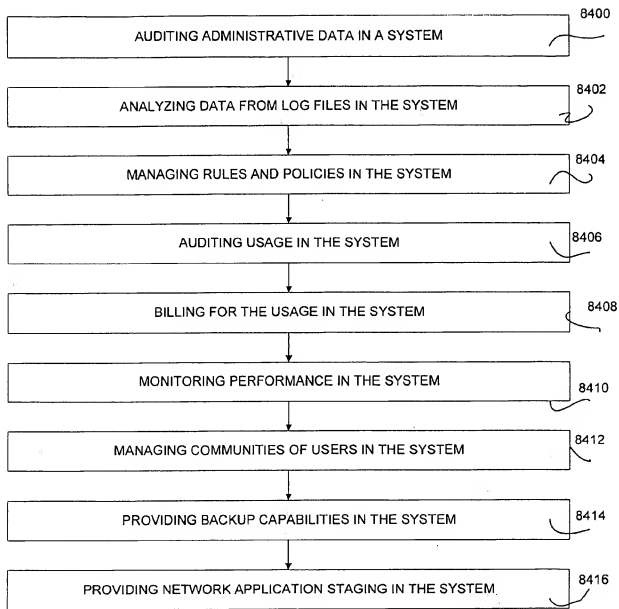 8400
AUDITING ADMINISTRATIVE DATA IN A SYSTEM
8402
ANALYZING DATA FROM LOG FILES IN THE SYSTEM
8404
MANAGING RULES AND POLICIES IN THE SYSTEM
8406
AUDITING USAGE IN THE SYSTEM
8408
BILLING FOR THE USAGE IN THE SYSTEM
MONITORING PERFORMANCE IN THE SYSTEM
8410
8412
MANAGING COMMUNITIES OF USERS IN THE SYSTEM
8414
PROVIDING BACKUP CAPABILITIES IN THE SYSTEM
8416
PROVIDING NETWORK APPLICATION STAGING IN THE SYSTEM